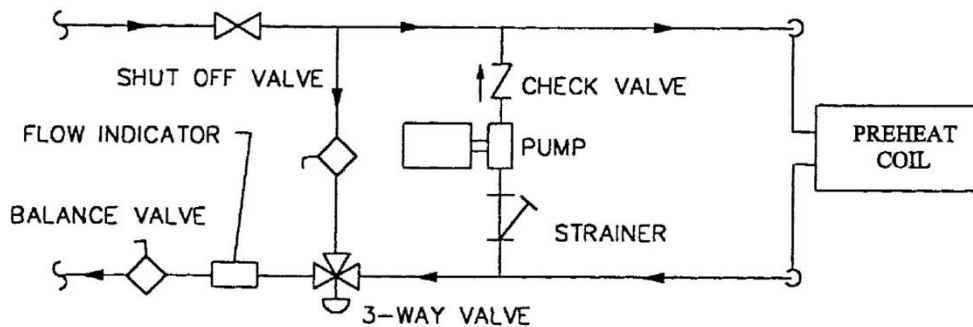 SHUT OFF VALVE
CHECK VALVE
FLOW INDICATOR
PUMP
PREHEAT
COIL
BALANCE VALVE
STRAINER
3-WAY VALVE